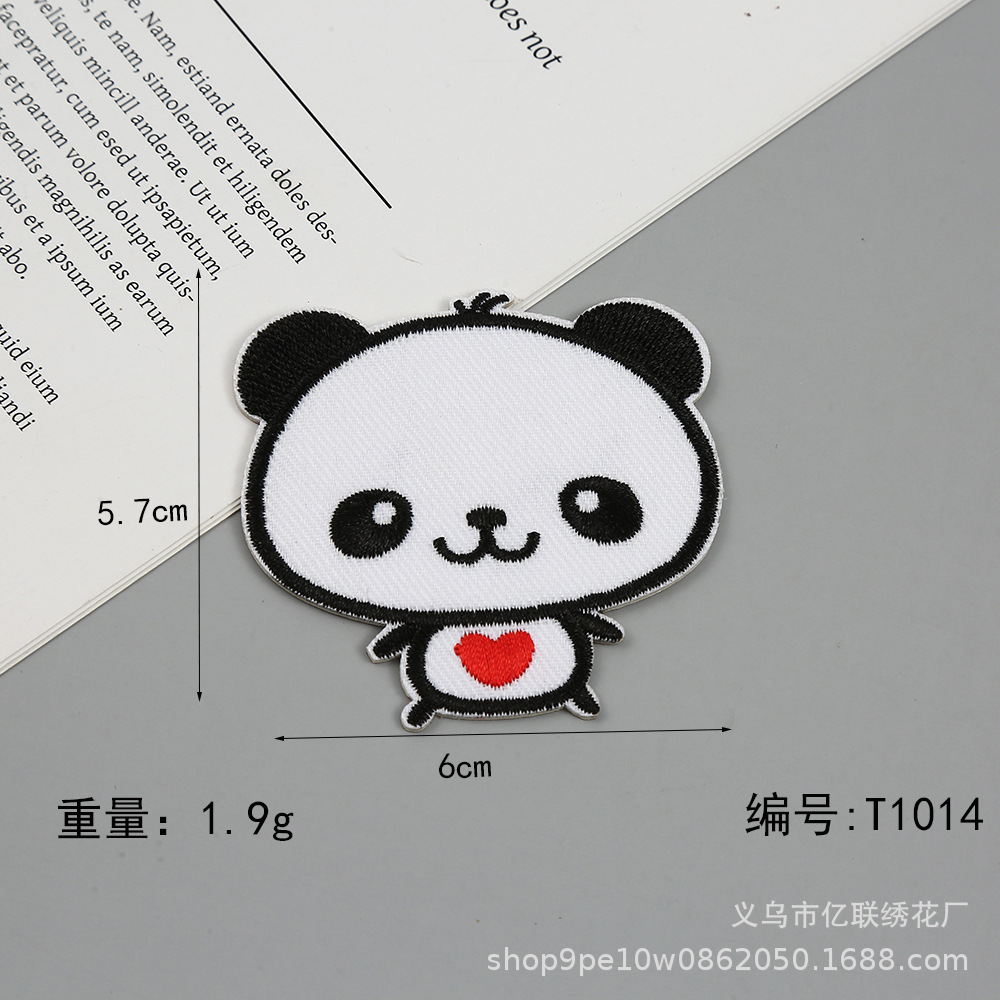 oes not
e. Nam, estiand ernata doles des-
s, te nam, simolendit et hiligendem
veliquis mincill anderae. Ut ut ium
facepratur, cum esed ut ipsapietum,
et parum volore dolupta quis-
igendis magnihilis as earum
ibus et a ipsum ium
abo.
uid eium
liandi
5.7cm
6cm
重量：1.9g
编号:T1014
义乌市亿联绣花厂
shop9pe10w0862050.1688.com